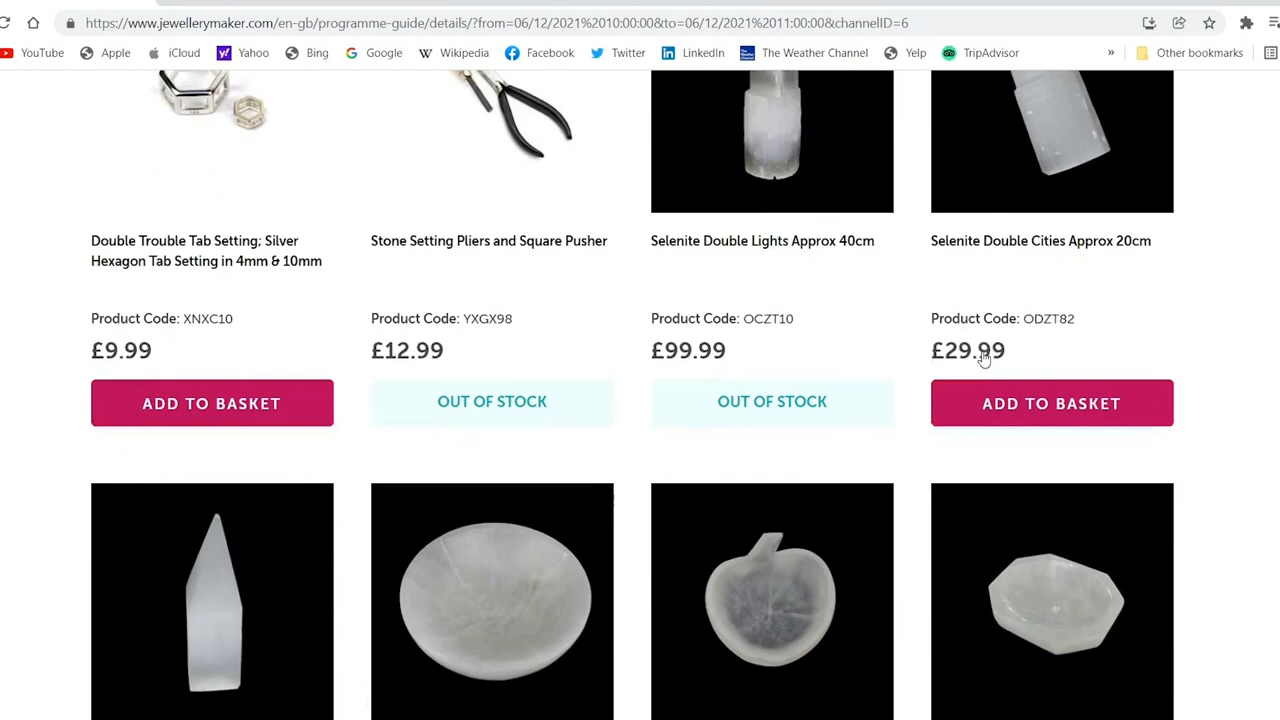 https://www.jewellerymaker.com/en-gb/programme-guide/details/?from=06/12/2021%2010:00:00&to=06/12/2021%2011:00:00&channelID=6
YouTube Apple iCloud Yahoo Bing Google Wikipedia Facebook Twitter LinkedIn The Weather Channel Yelp TripAdvisor » Other bookmarks
Double Trouble Tab Setting; Silver
Hexagon Tab Setting in 4mm & 10mm
Product Code: XNXC10
£9.99
ADD TO BASKET
Stone Setting Pliers and Square Pusher
Product Code: YXGX98
£12.99
OUT OF STOCK
Selenite Double Lights Approx 40cm
Product Code: OCZT10
£99.99
OUT OF STOCK
Selenite Double Cities Approx 20cm
Product Code: ODZT82
£29.99
ADD TO BASKET